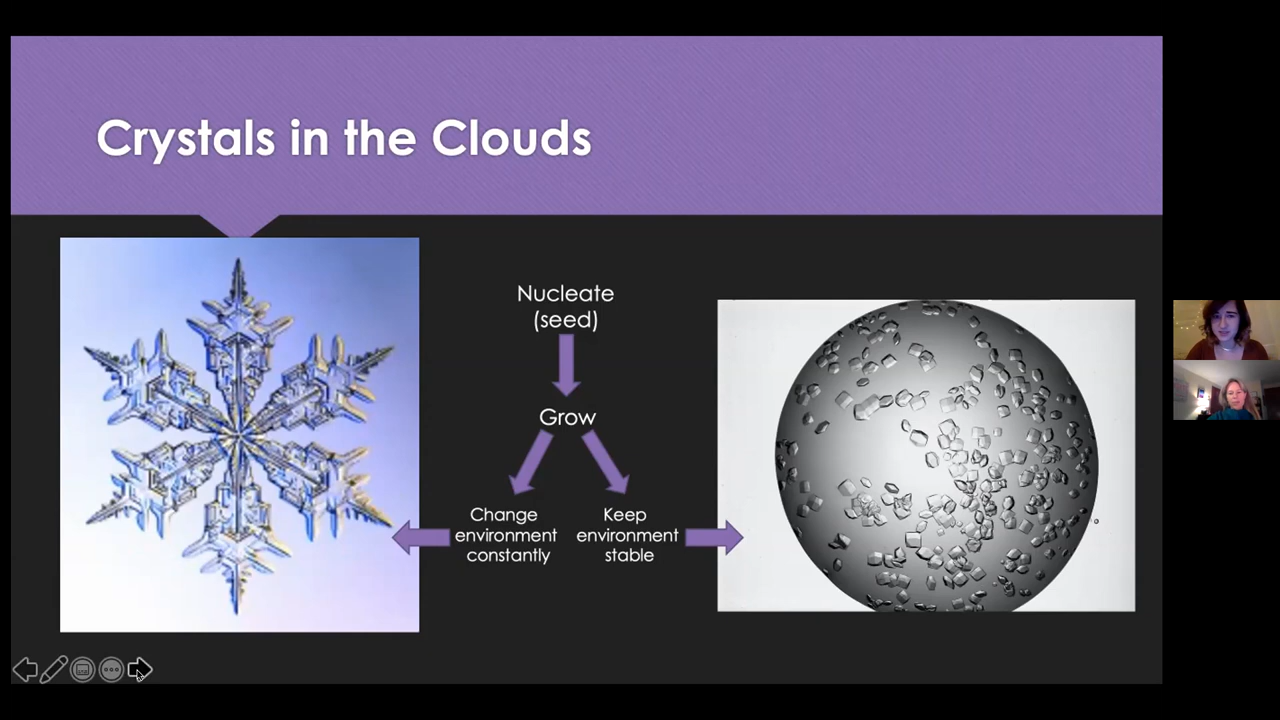 Crystals in the Clouds
Nucleate
(seed)
Grow
Change
environment
constantly
Keep
environment
stable